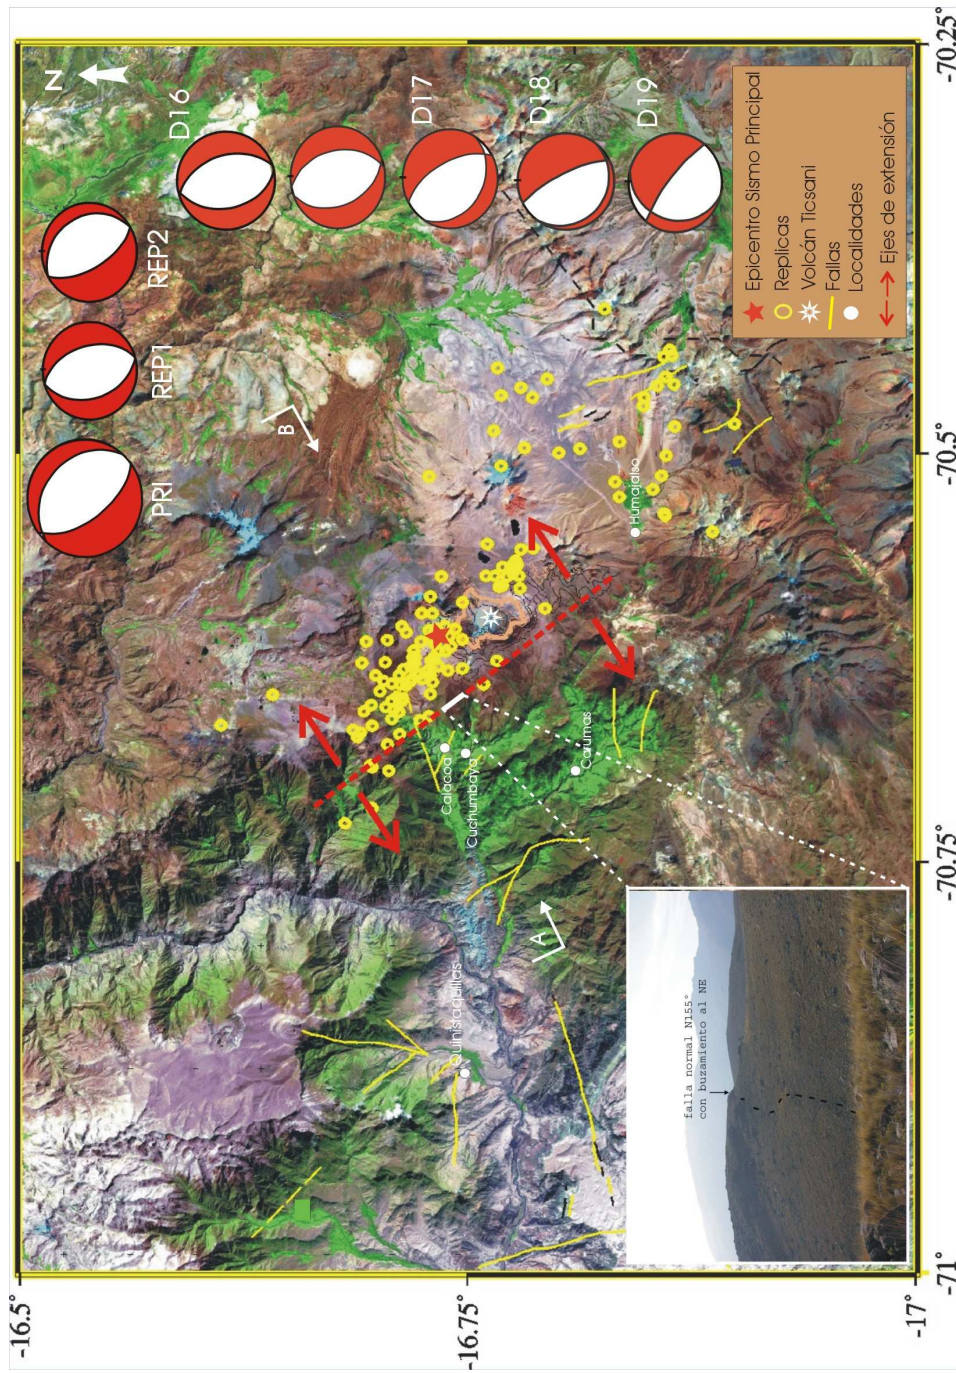 -16.5°
-16.75°
-17°
-71°
-70.75°
-70.5°
-70.25°
PRI
REP1
REP2
D16
D17
D18
D19
N
A
B
Quinistaquillas
Calacoa
Cuchumbaya
Carumas
Humajalso
falla normal N155°
con buzamiento al NE
Epicentro Sismo Principal
Replicas
Volcán Ticsani
Fallas
Localidades
Ejes de extensión